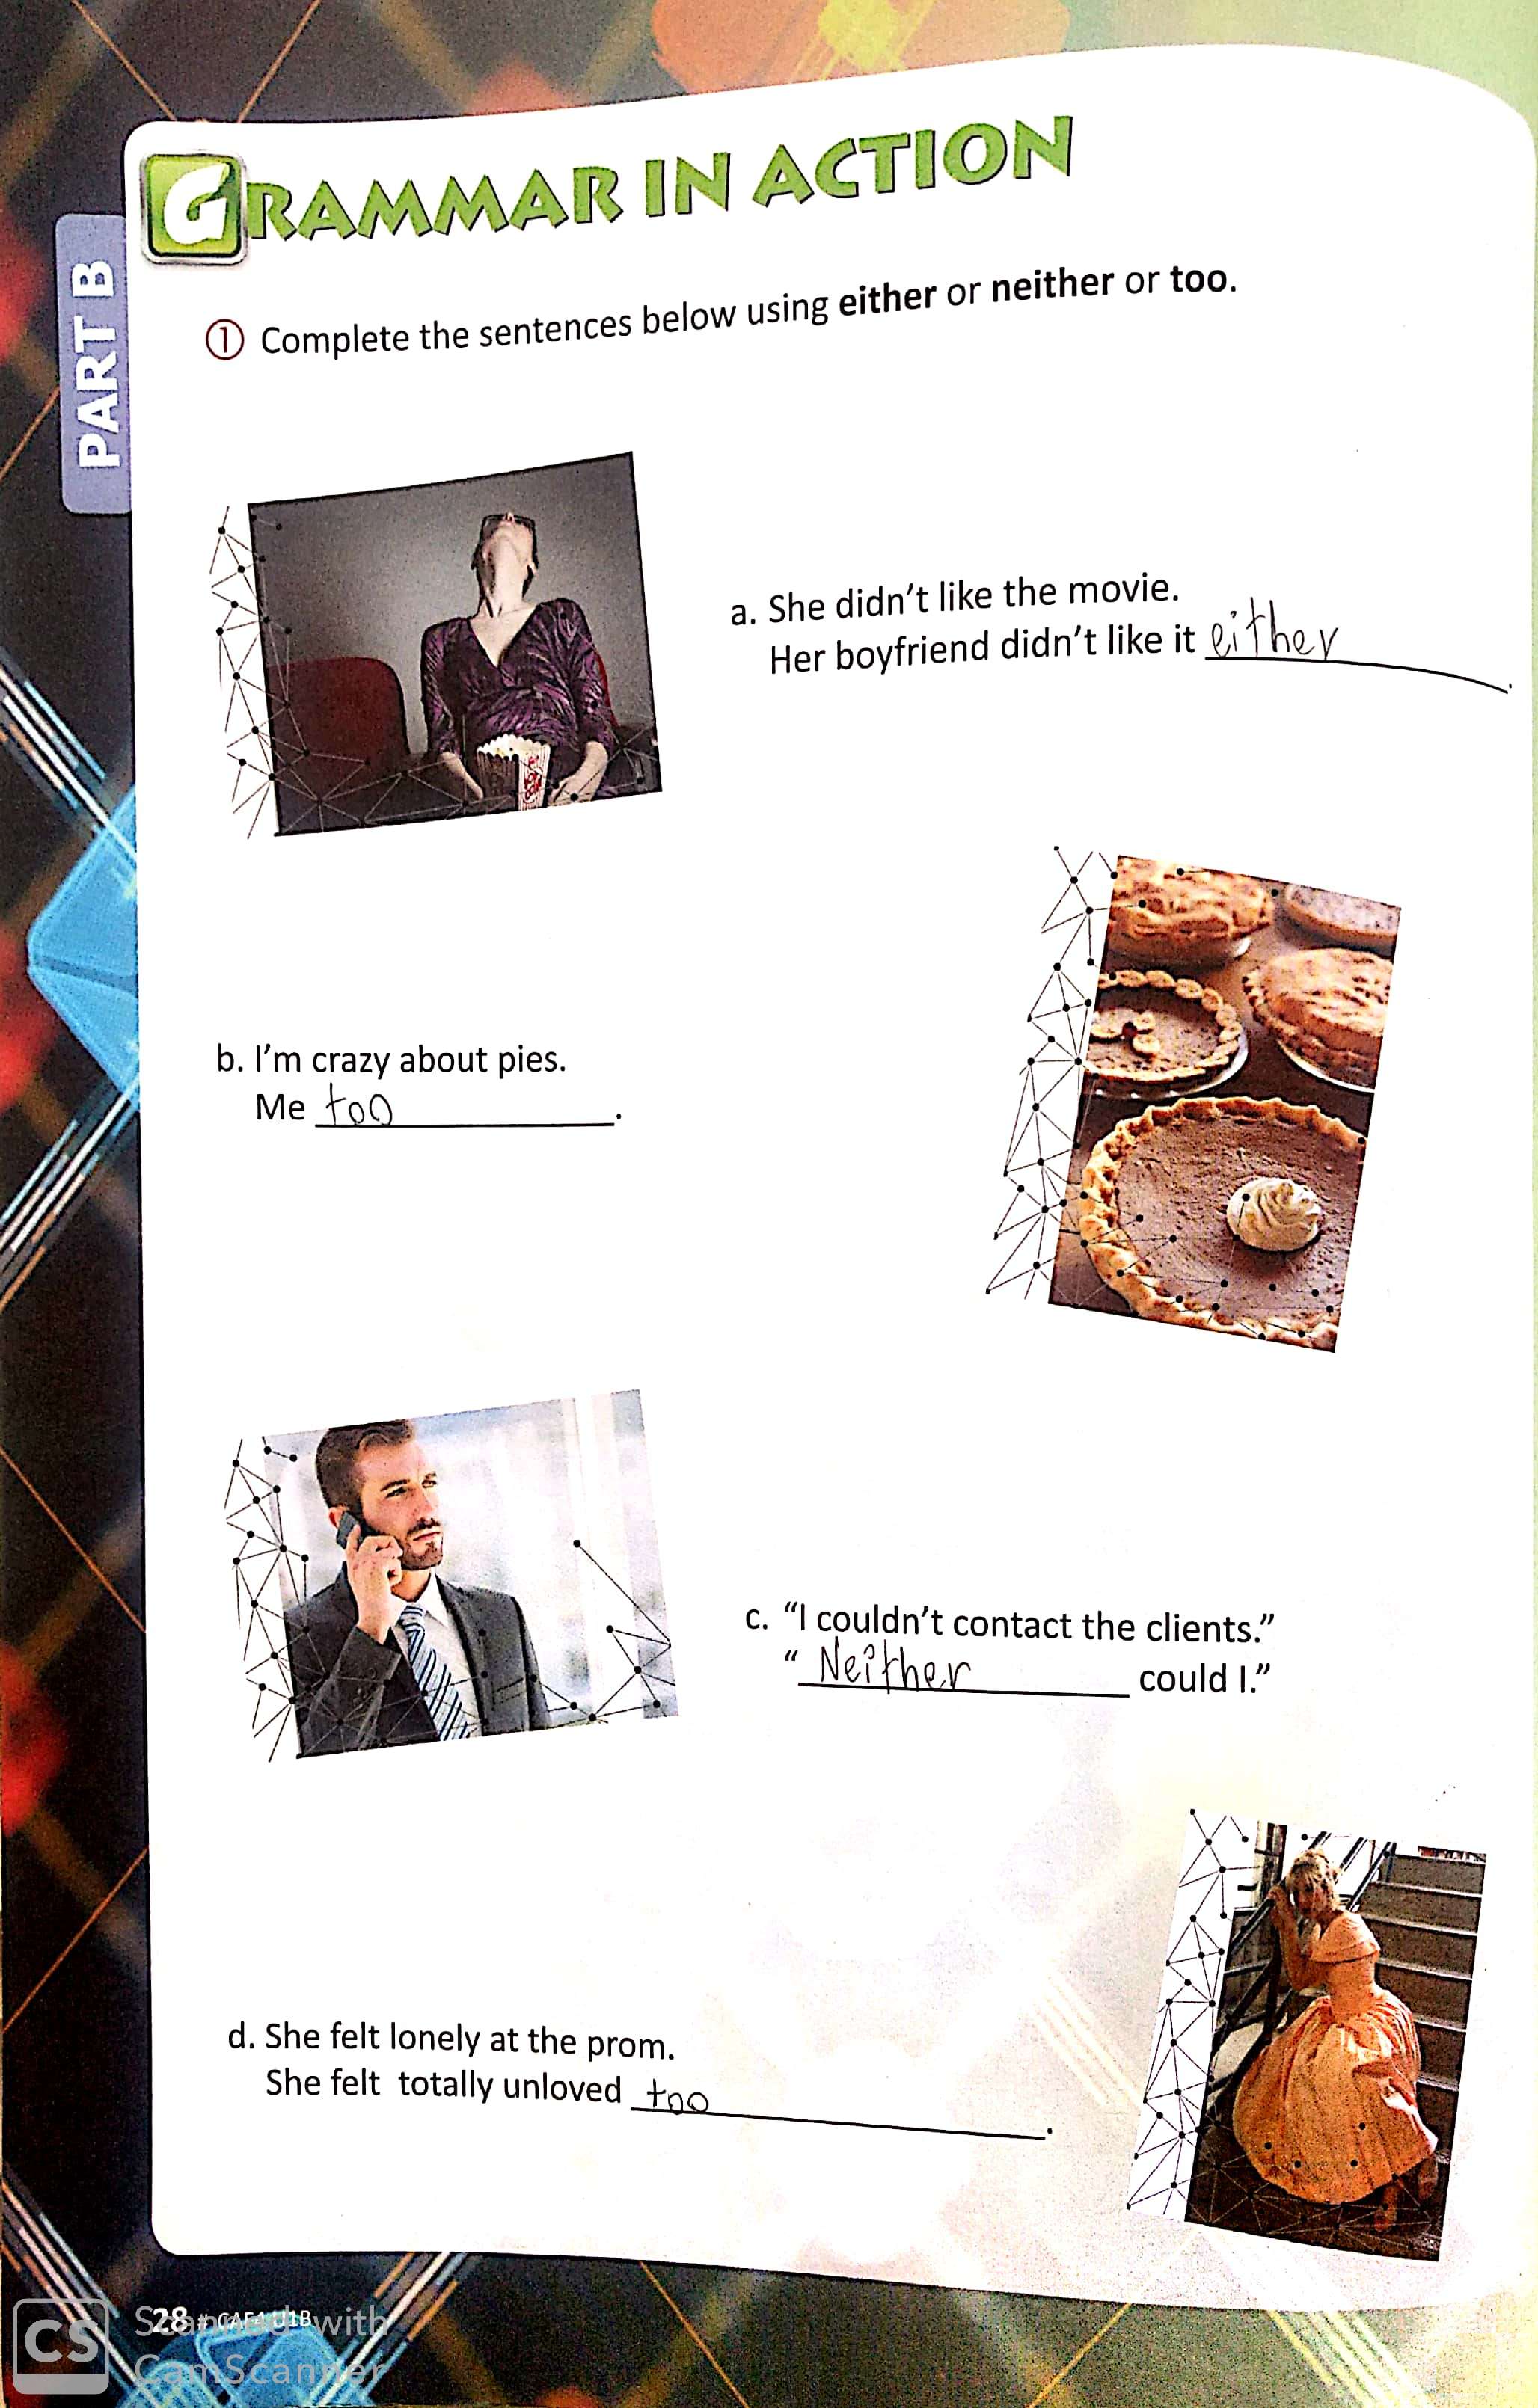 GRAMMAR IN ACTION
PART B
① Complete the sentences below using either or neither or too.
a. She didn't like the movie.
Her boyfriend didn't like it either.
b. I'm crazy about pies.
Me too.
c. “I couldn't contact the clients.”
“Neither could I.”
d. She felt lonely at the prom.
She felt totally unloved too.
28 # CAE4 U1B
CS Scanned with
CamScanner